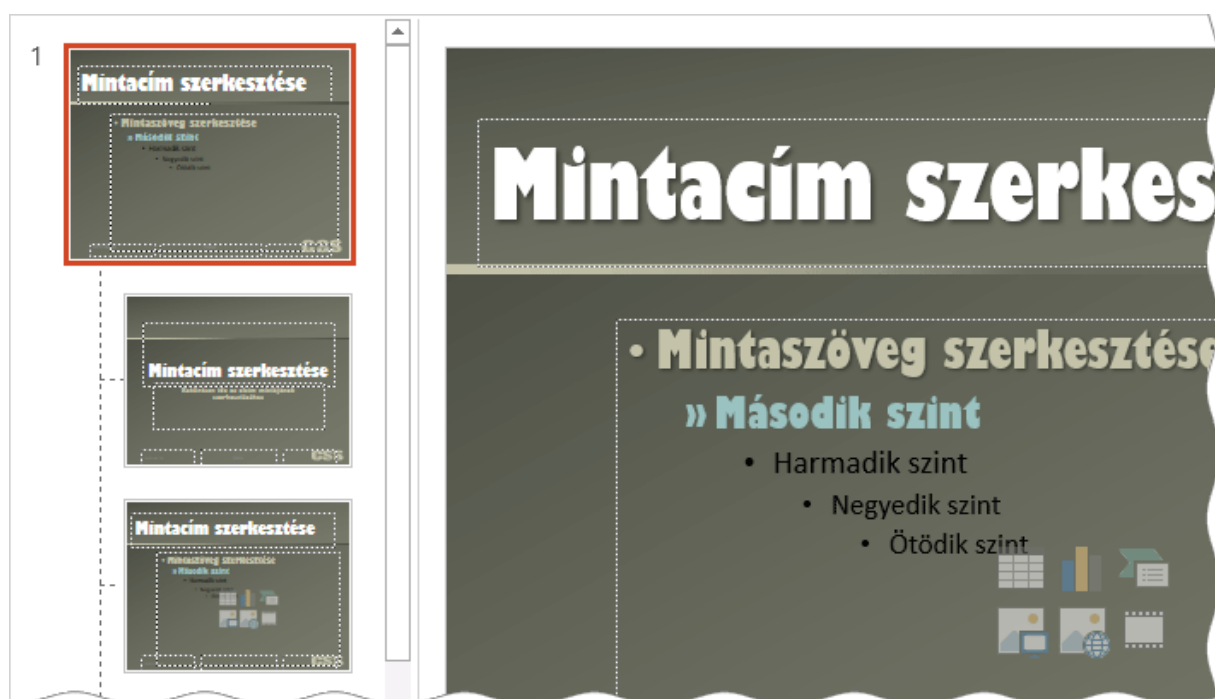 1
Mintacím szerkesztése
• Mintaszöveg szerkesztése
» Második szint
• Harmadik szint
• Negyedik szint
• Ötödik szint
Mintacím szerkesztése
Mintacím szerkesztése
• Mintaszöveg szerkesztése
» Második szint
• Harmadik szint
Mintacím szerkes
• Mintaszöveg szerkesztése
» Második szint
• Harmadik szint
• Negyedik szint
• Ötödik szint